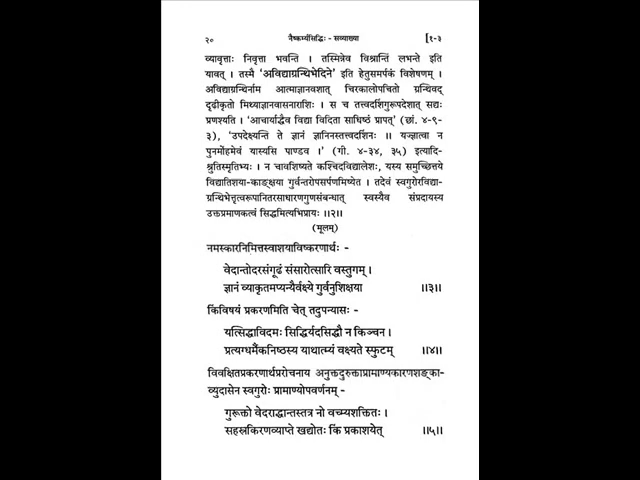 २०
नैष्कर्म्यसिद्धिः - सव्याख्या
[१-३
व्यावृत्ताः निवृत्ता भवन्ति । तस्मिन्नेव विश्रान्तिं लभन्ते इति
यावत् । तस्मै 'अविद्याग्रन्थिभेदिने' इति हेतुसमर्पकं विशेषणम् ।
अविद्याग्रन्थिर्नाम आत्माज्ञानवशात् चिरकालोपचितो ग्रन्थिवद्
दृढीकृतो मिथ्याज्ञानवासनाराशिः । स च तत्त्वदर्शिगुरूपदेशात् सद्यः
प्रणश्यति । 'आचार्याद्धैव विद्या विदिता साधिष्ठं प्रापत्' (छां. ४-९-
३), 'उपदेक्ष्यन्ति ते ज्ञानं ज्ञानिनस्तत्त्वदर्शिनः ॥ यज्ज्ञात्वा न
पुनर्मोहमेवं यास्यसि पाण्डव ।' (गी. ४-३४, ३५) इत्यादि-
श्रुतिस्मृतिभ्यः । न चावशिष्यते कश्चिदविद्यालेशः, यस्य समुच्छित्तये
विद्यातिशया-काङ्क्षया गुर्वन्तरोपसर्पणमिष्येत । तदेवं स्वगुरोरविद्या-
ग्रन्थिभेत्तृत्वरूपानितरसाधारणगुणसंबन्धात् स्वस्यैव संप्रदायस्य
उक्तप्रमाणकत्वं सिद्धमित्यभिप्रायः ॥२॥
(मूलम्)
नमस्कारनिमित्तस्वाशयाविष्करणार्थः -
वेदान्तोदरसंगूढं संसारोत्सारि वस्तुगम् ।
ज्ञानं व्याकृतमप्यन्यैर्वक्ष्ये गुर्वनुशिक्षया ॥३॥
किंविषयं प्रकरणमिति चेत् तदुपन्यासः -
यत्सिद्धाविदमः सिद्धिर्यदसिद्धौ न किञ्चन ।
प्रत्यग्धर्मैकनिष्ठस्य याथात्म्यं वक्ष्यते स्फुटम् ॥४॥
विवक्षितप्रकरणार्थप्ररोचनाय अनुक्तदुरुक्ताप्रामाण्यकारणशङ्का-
व्युदासेन स्वगुरोः प्रामाण्योपवर्णनम् -
गुरूक्तो वेदराद्धान्तस्तत्र नो वच्म्यशक्तितः ।
सहस्रकिरणव्याप्ते खद्योतः किं प्रकाशयेत् ॥५॥